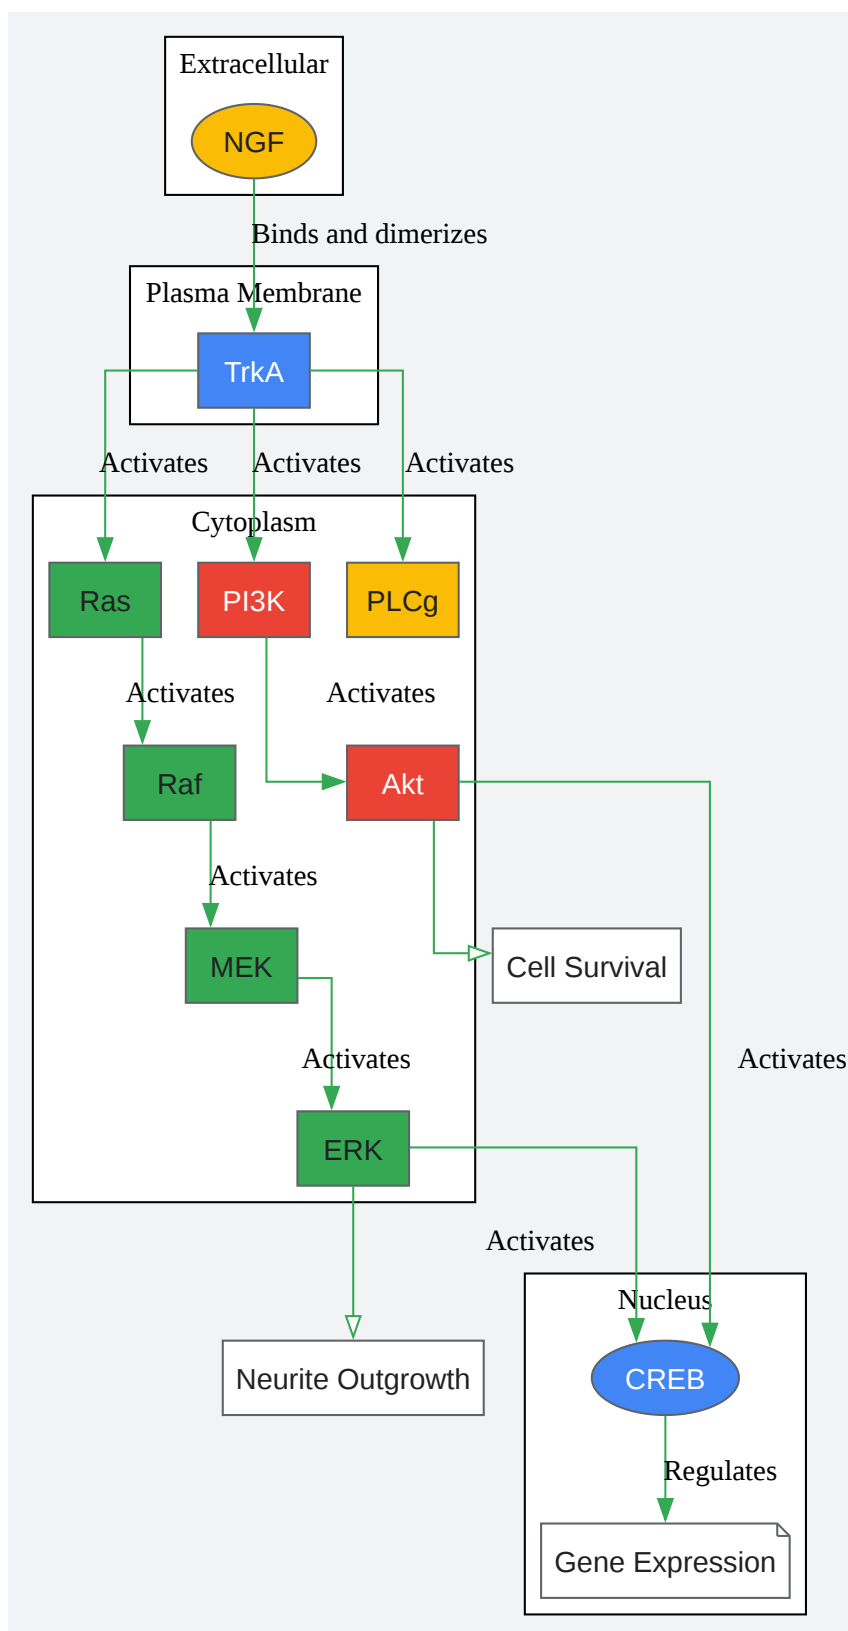 Extracellular
NGF
Binds and dimerizes
Plasma Membrane
TrkA
Activates
Activates
Activates
Cytoplasm
Ras
PI3K
PLCg
Activates
Activates
Raf
Akt
Activates
MEK
Cell Survival
Activates
Activates
ERK
Activates
Nucleus
Neurite Outgrowth
CREB
Regulates
Gene Expression